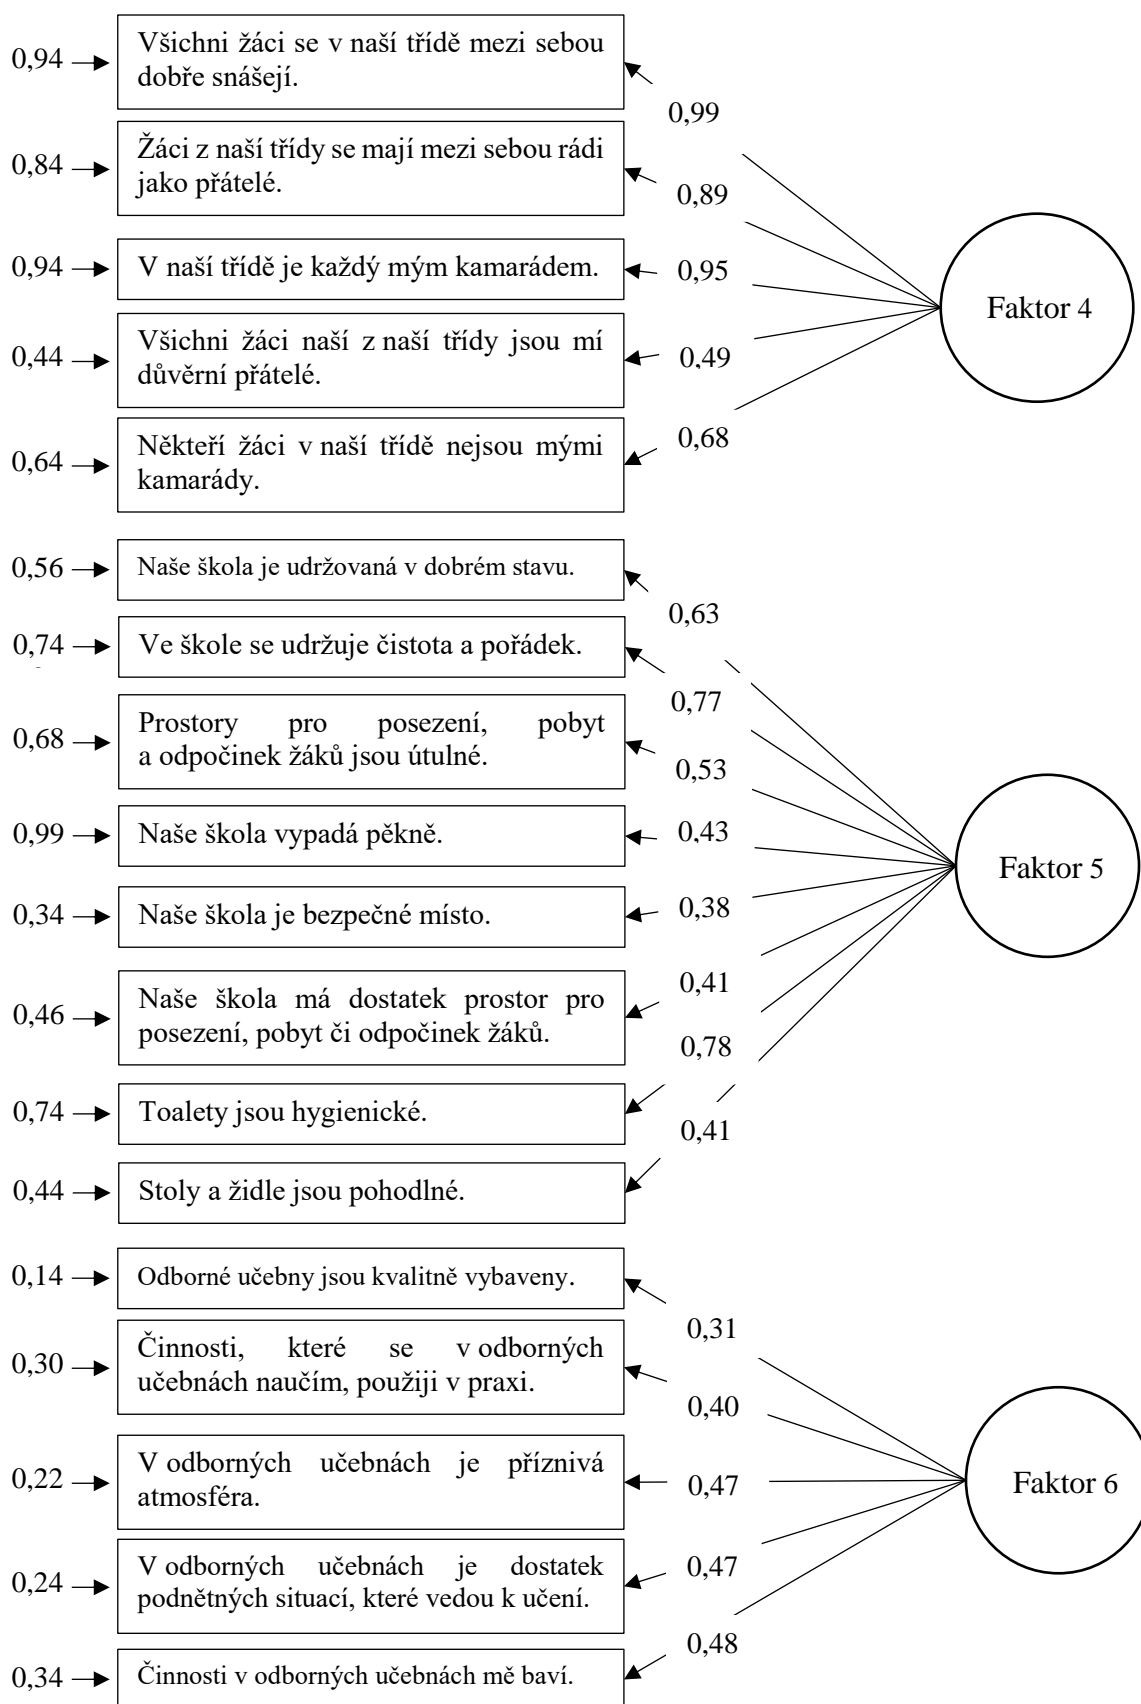 0,94
Všichni žáci se v naší třídě mezi sebou
dobře snášejí.
0,99
0,84
Žáci z naší třídy se mají mezi sebou rádi
jako přátelé.
0,89
0,94
V naší třídě je každý mým kamarádem.
0,95
Faktor 4
0,44
Všichni žáci naší z naší třídy jsou mí
důvěrní přátelé.
0,49
0,64
Někteří žáci v naší třídě nejsou mými
kamarády.
0,68
0,56
Naše škola je udržovaná v dobrém stavu.
0,63
0,74
Ve škole se udržuje čistota a pořádek.
0,77
0,68
Prostory pro posezení, pobyt
a odpočinek žáků jsou útulné.
0,53
0,99
Naše škola vypadá pěkně.
0,43
Faktor 5
0,34
Naše škola je bezpečné místo.
0,38
0,46
Naše škola má dostatek prostor pro
posezení, pobyt či odpočinek žáků.
0,41
0,74
Toalety jsou hygienické.
0,78
0,44
Stoly a židle jsou pohodlné.
0,41
0,14
Odborné učebny jsou kvalitně vybaveny.
0,31
0,30
Činnosti, které se v odborných
učebnách naučím, použiji v praxi.
0,40
0,22
V odborných učebnách je příznivá
atmosféra.
0,47
Faktor 6
0,24
V odborných učebnách je dostatek
podnětných situací, které vedou k učení.
0,47
0,34
Činnosti v odborných učebnách mě baví.
0,48